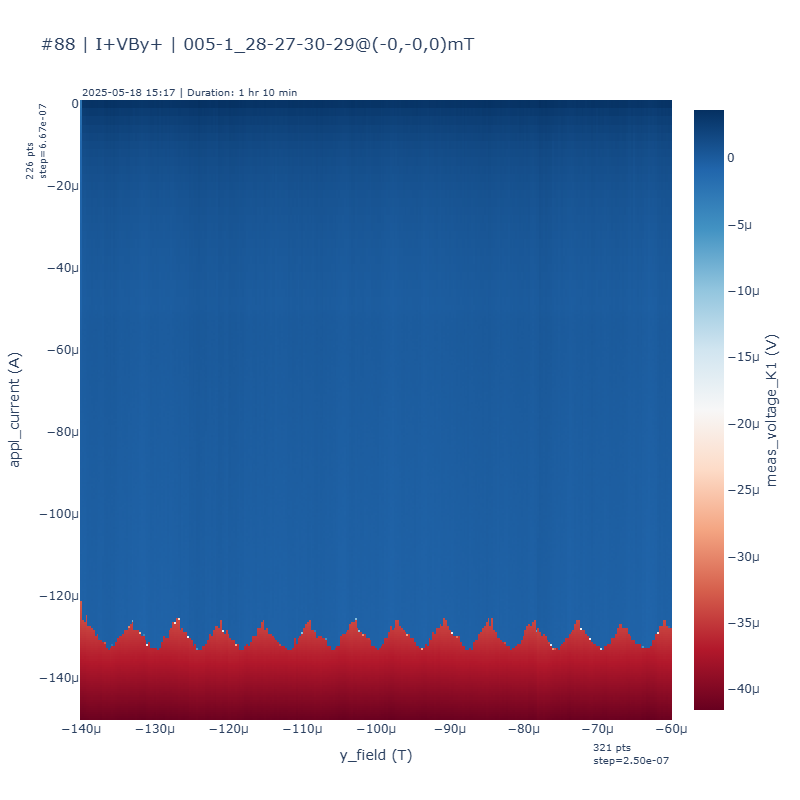 #88 | I+VBy+ | 005-1_28-27-30-29@(-0,-0,0)mT
2025-05-18 15:17 | Duration: 1 hr 10 min
226 pts
step=6.67e-07
0
−20μ
−40μ
−60μ
−80μ
−100μ
−120μ
−140μ
appl_current (A)
−140μ
−130μ
−120μ
−110μ
−100μ
−90μ
−80μ
−70μ
−60μ
y_field (T)
321 pts
step=2.50e-07
0
−5μ
−10μ
−15μ
−20μ
−25μ
−30μ
−35μ
−40μ
meas_voltage_K1 (V)